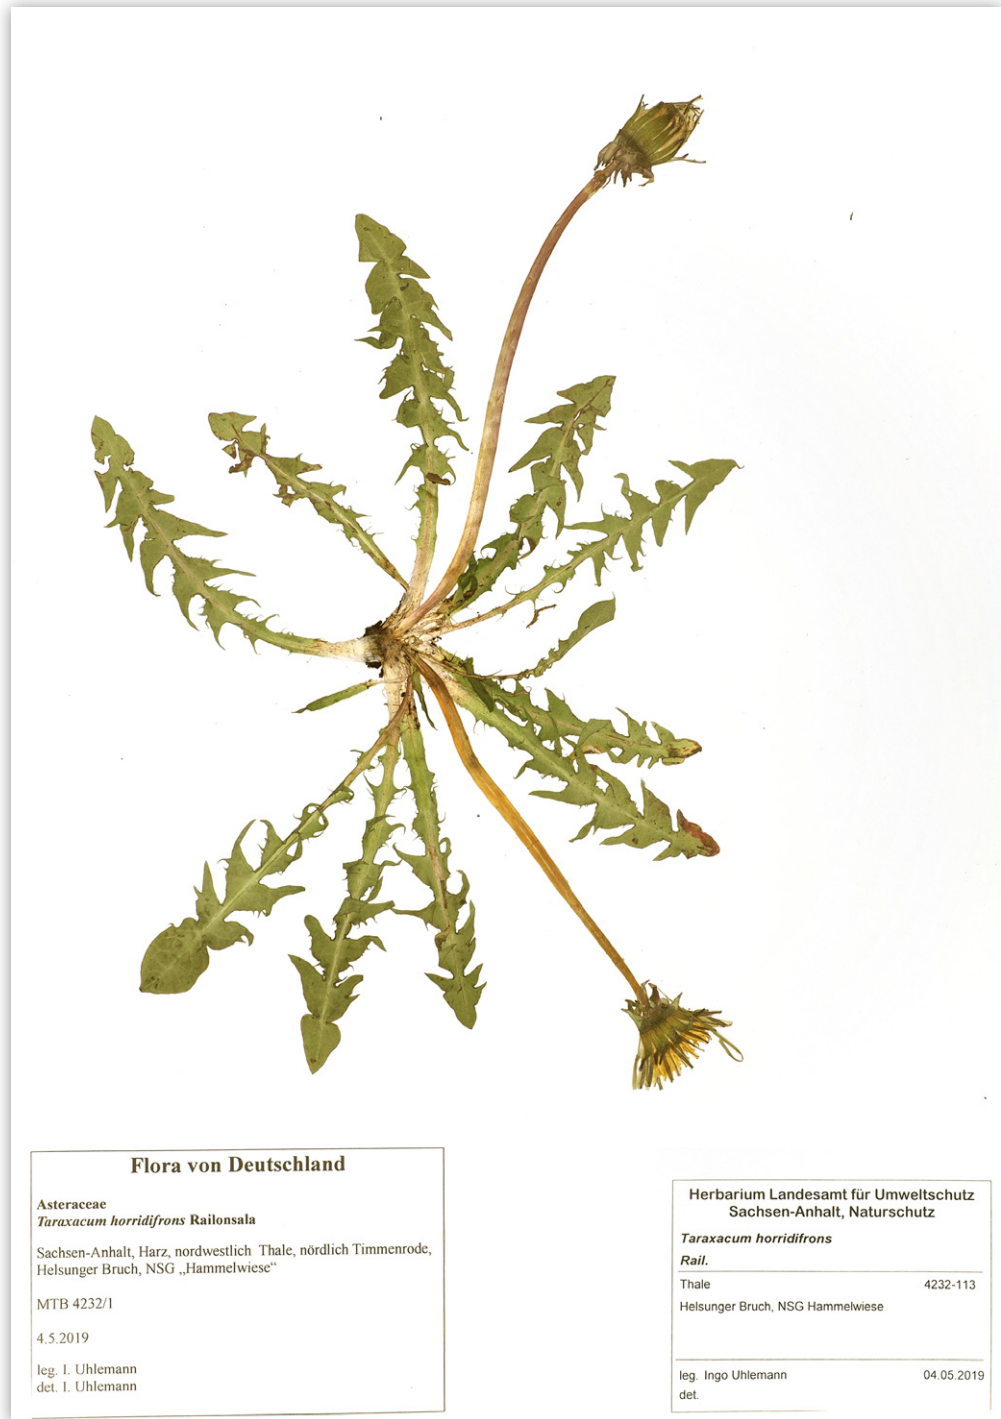 Flora von Deutschland
Asteraceae
Taraxacum horridifrons Railonsala
Sachsen-Anhalt, Harz, nordwestlich Thale, nördlich Timmenrode,
Helsunger Bruch, NSG „Hammelwiese“
MTB 4232/1
4.5.2019
leg. I. Uhlemann
det. I. Uhlemann
Herbarium Landesamt für Umweltschutz
Sachsen-Anhalt, Naturschutz
Taraxacum horridifrons
Rail.
Thale 4232-113
Helsunger Bruch, NSG Hammelwiese
leg. Ingo Uhlemann 04.05.2019
det.